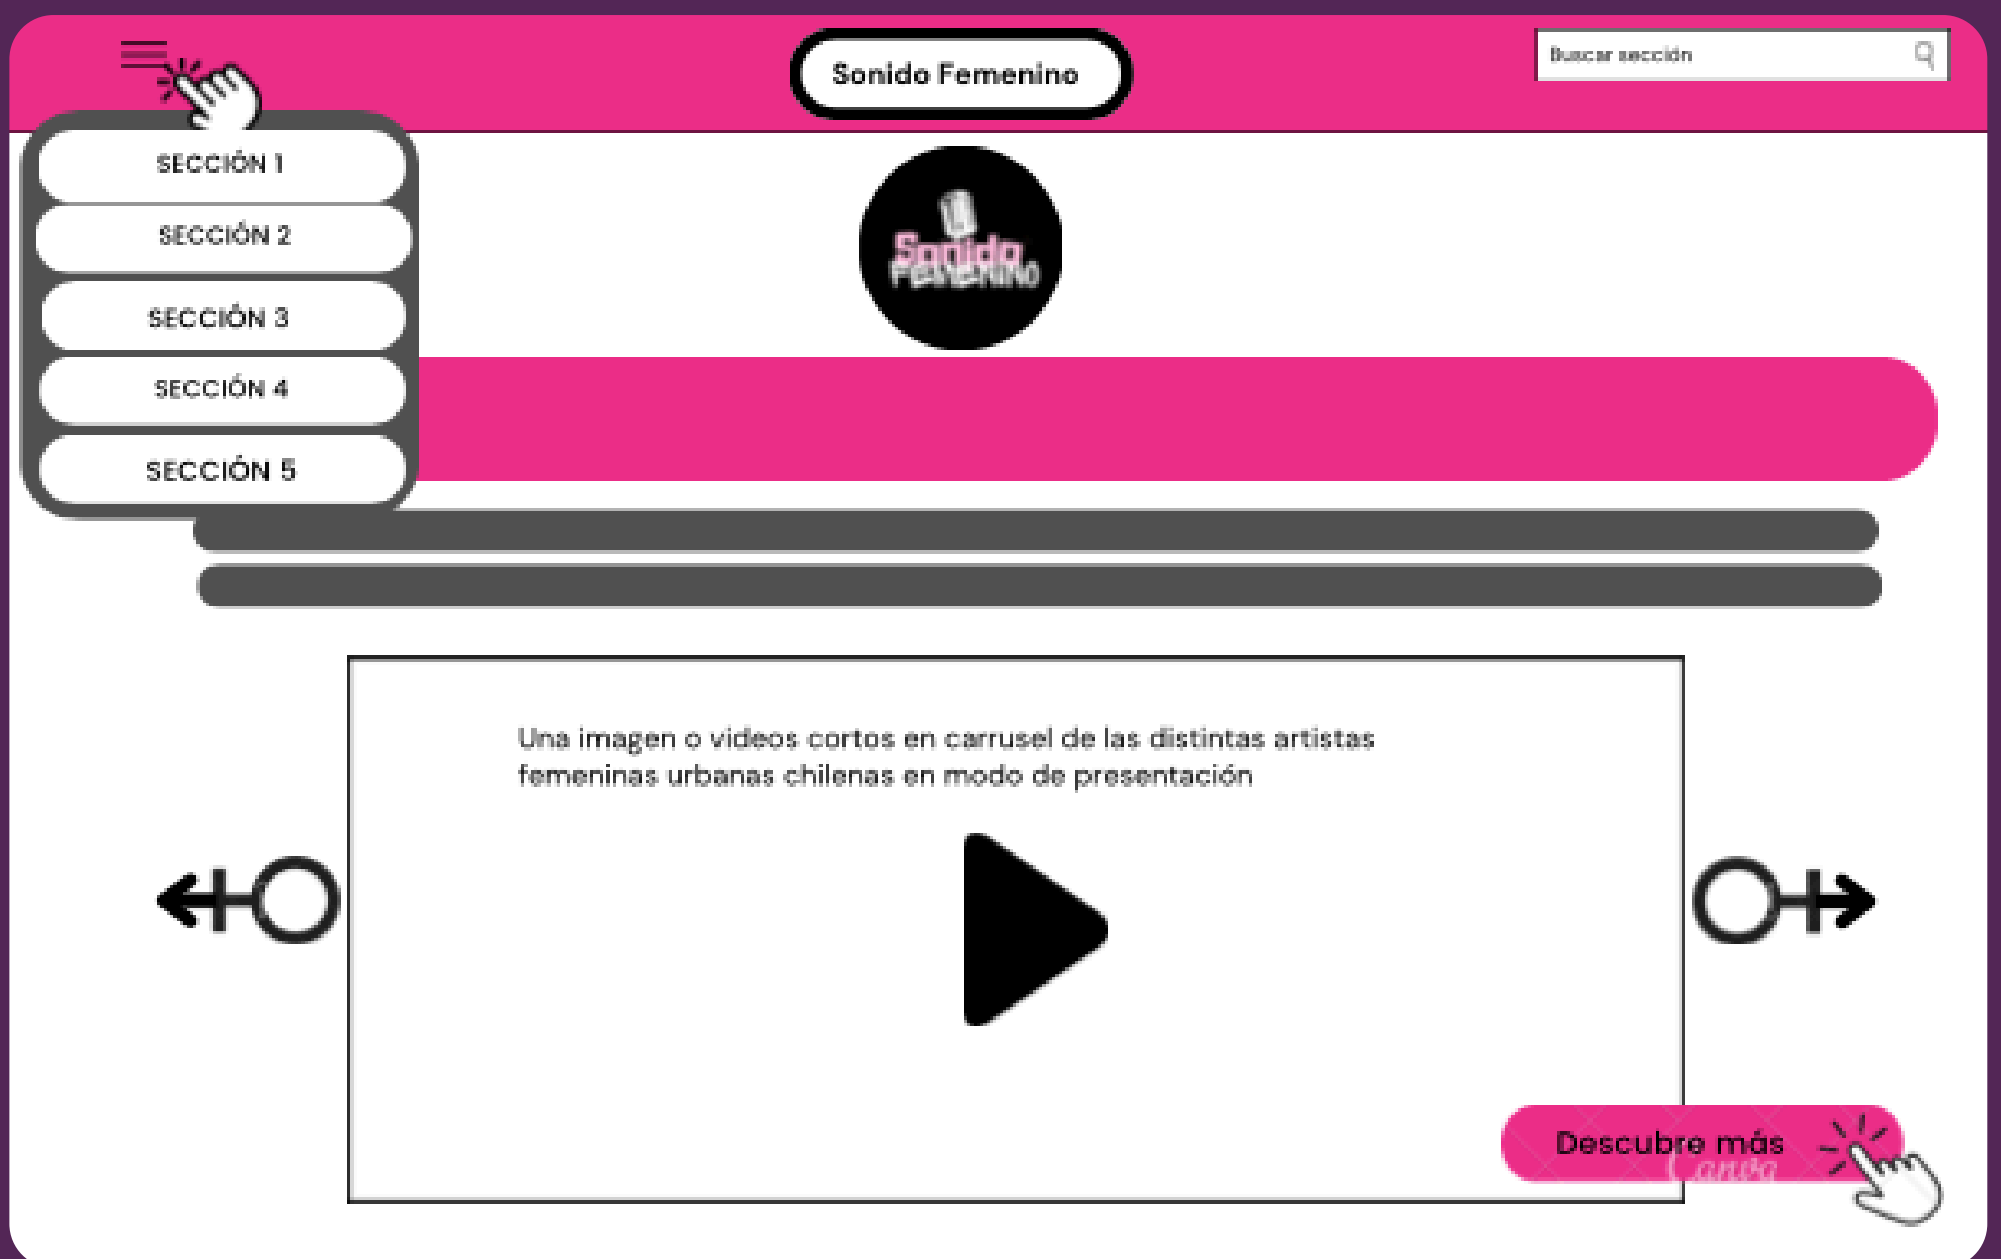 Sonido Femenino
Buscar sección
SECCIÓN 1
SECCIÓN 2
SECCIÓN 3
SECCIÓN 4
SECCIÓN 5
Sonido
FEMENINO
Una imagen o videos cortos en carrusel de las distintas artistas
femeninas urbanas chilenas en modo de presentación
Descubre más
Canva